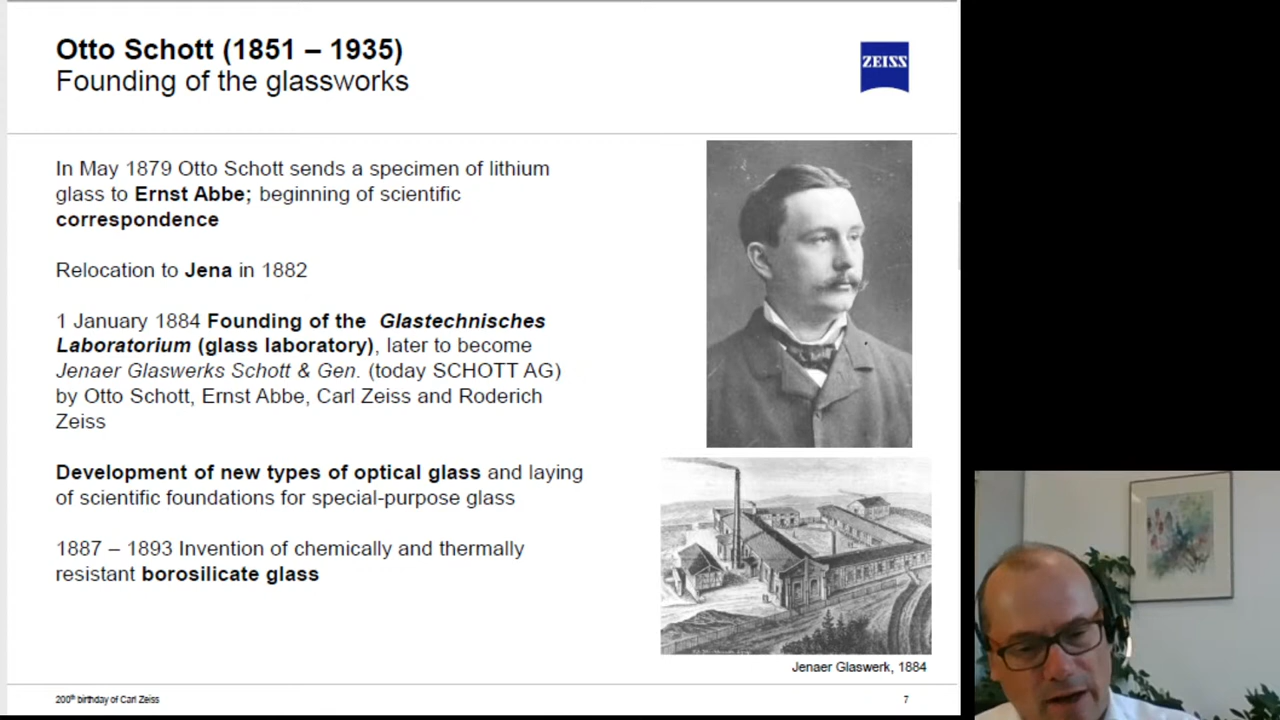 Otto Schott (1851 – 1935)
Founding of the glassworks
ZEISS
In May 1879 Otto Schott sends a specimen of lithium
glass to Ernst Abbe; beginning of scientific
correspondence
Relocation to Jena in 1882
1 January 1884 Founding of the Glastechnisches
Laboratorium (glass laboratory), later to become
Jenaer Glaswerks Schott & Gen. (today SCHOTT AG)
by Otto Schott, Ernst Abbe, Carl Zeiss and Roderich
Zeiss
Development of new types of optical glass and laying
of scientific foundations for special-purpose glass
1887 – 1893 Invention of chemically and thermally
resistant borosilicate glass
Jenaer Glaswerk, 1884
200th birthday of Carl Zeiss
7